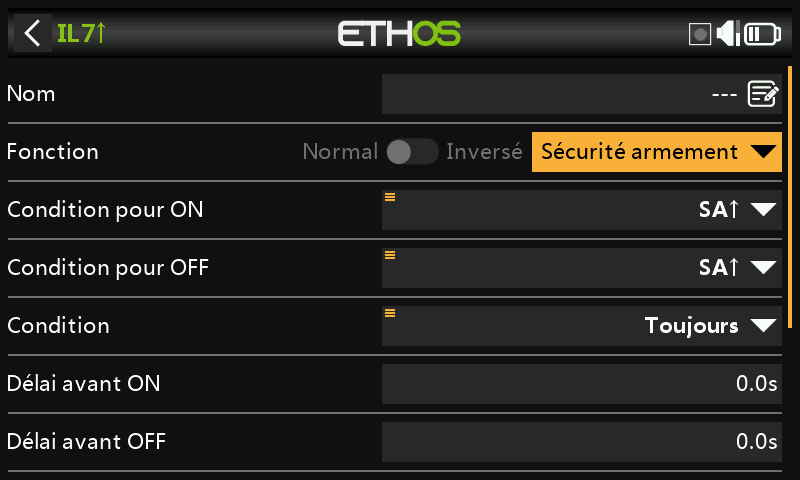 IL7↑ ETHOS
Nom ---
Fonction Normal Inversé Sécurité armement
Condition pour ON SA↑
Condition pour OFF SA↑
Condition Toujours
Délai avant ON 0.0s
Délai avant OFF 0.0s